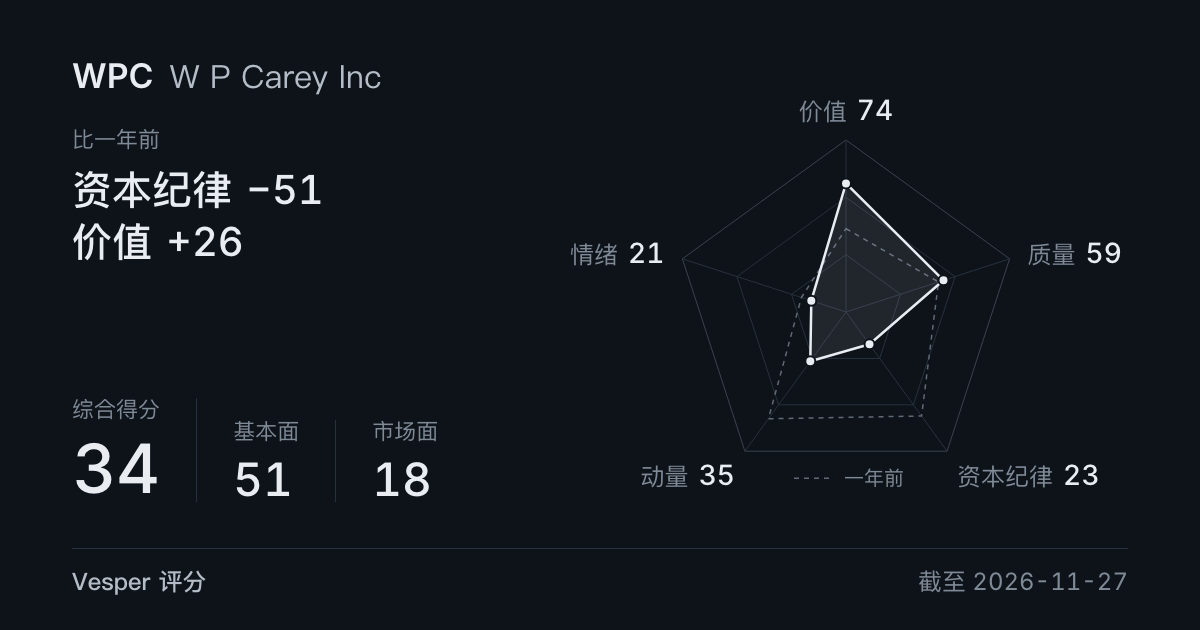 WPC W P Carey Inc
比一年前
资本纪律 −51
价值 +26
价值 74
情绪 21
质量 59
动量 35
一年前
资本纪律 23
综合得分
34
基本面
51
市场面
18
Vesper 评分
截至 2026-11-27